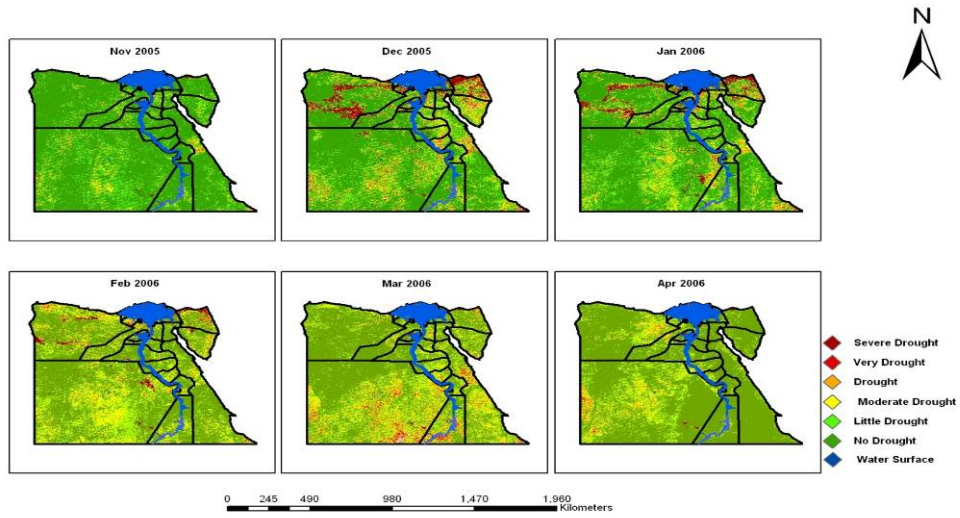 N
Nov 2005
Dec 2005
Jan 2006
Feb 2006
Mar 2006
Apr 2006
Severe Drought
Very Drought
Drought
Moderate Drought
Little Drought
No Drought
Water Surface
0 245 490 980 1,470 1,960
Kilometers